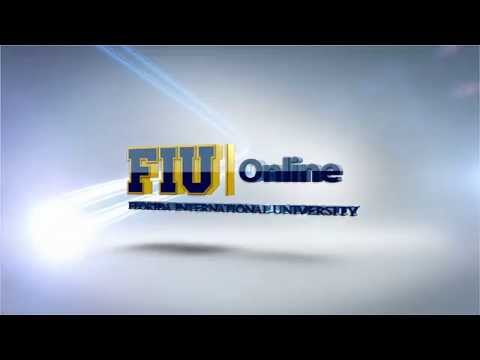 FIU Online
FLORIDA INTERNATIONAL UNIVERSITY